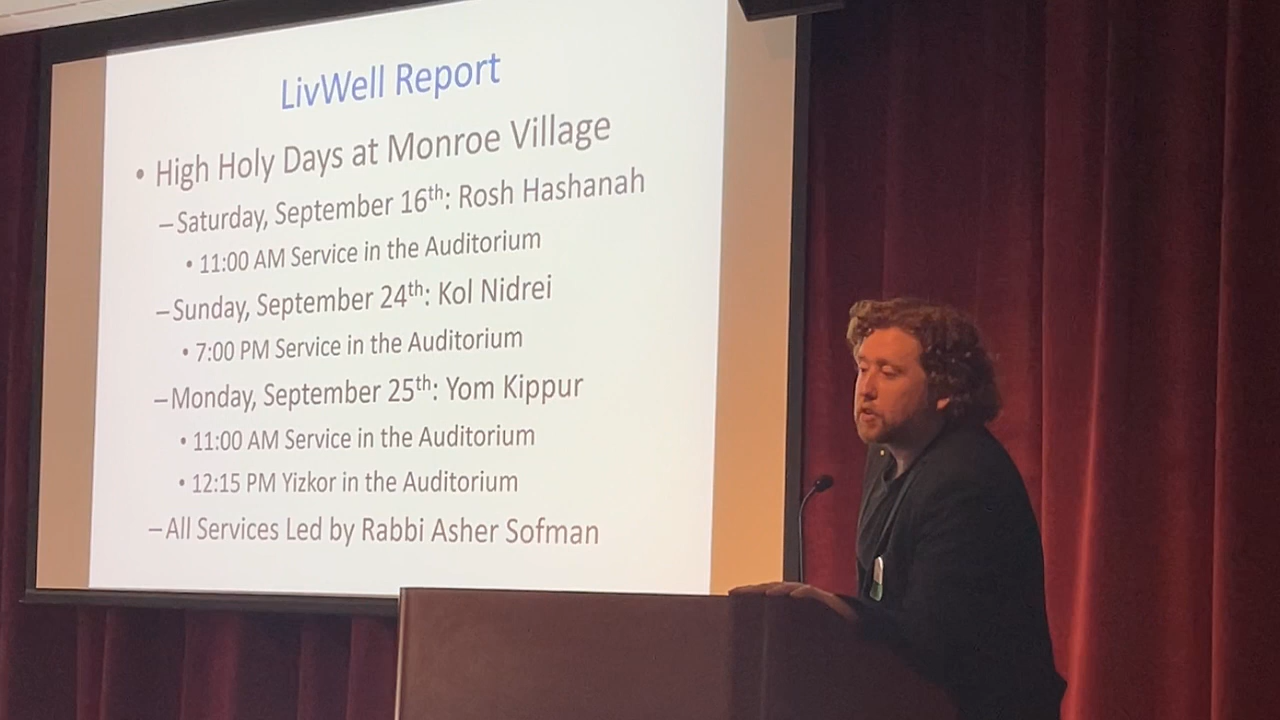 LivWell Report
• High Holy Days at Monroe Village
– Saturday, September 16th: Rosh Hashanah
• 11:00 AM Service in the Auditorium
– Sunday, September 24th: Kol Nidrei
• 7:00 PM Service in the Auditorium
– Monday, September 25th: Yom Kippur
• 11:00 AM Service in the Auditorium
• 12:15 PM Yizkor in the Auditorium
– All Services Led by Rabbi Asher Sofman